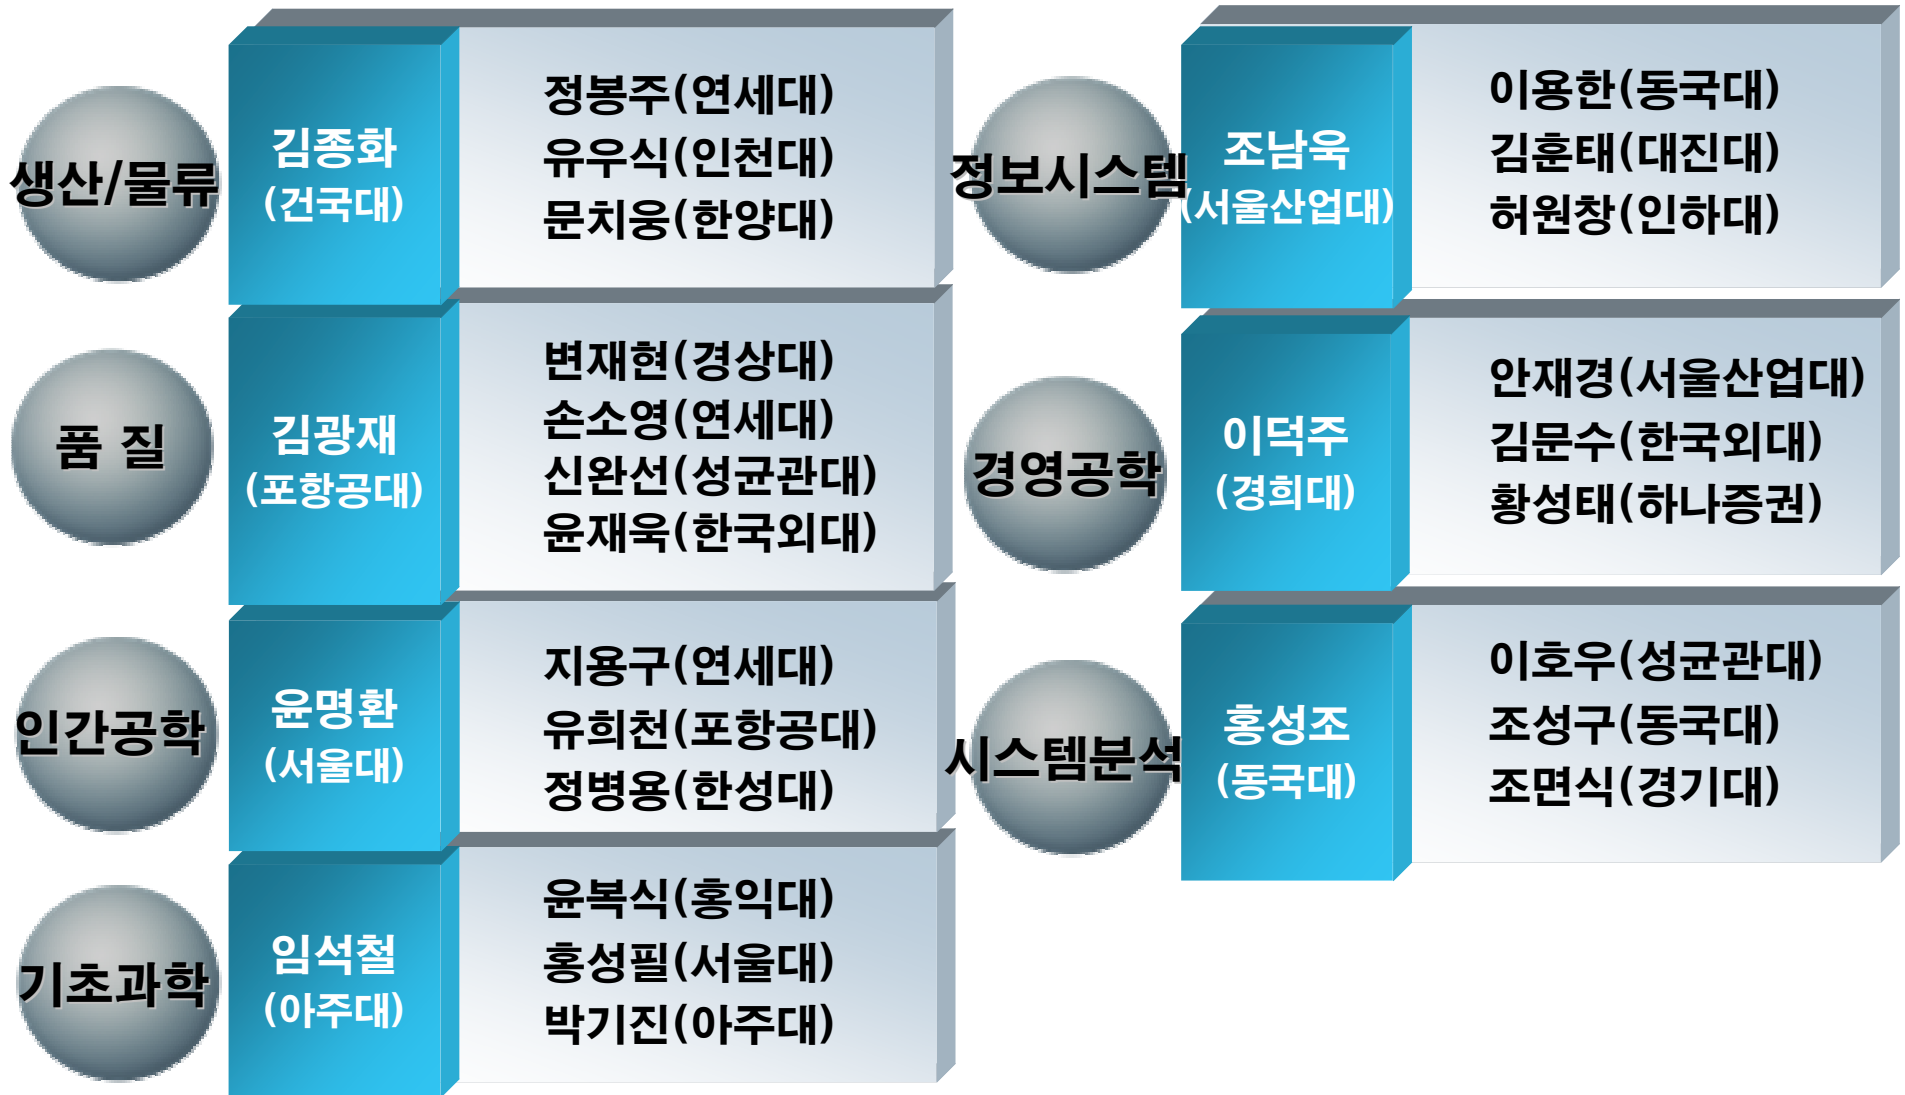 생산/물류
김종화
(건국대)
정봉주(연세대)
유우식(인천대)
문치웅(한양대)
품 질
김광재
(포항공대)
변재현(경상대)
손소영(연세대)
신완선(성균관대)
윤재욱(한국외대)
인간공학
윤명환
(서울대)
지용구(연세대)
유희천(포항공대)
정병용(한성대)
기초과학
임석철
(아주대)
윤복식(홍익대)
홍성필(서울대)
박기진(아주대)
정보시스템
조남욱
(서울산업대)
이용한(동국대)
김훈태(대진대)
허원창(인하대)
경영공학
이덕주
(경희대)
안재경(서울산업대)
김문수(한국외대)
황성태(하나증권)
시스템분석
홍성조
(동국대)
이호우(성균관대)
조성구(동국대)
조면식(경기대)